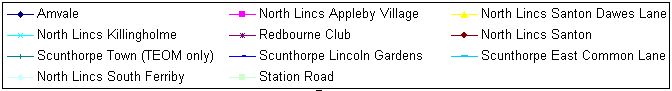 Amvale North Lincs Appleby Village North Lincs Santon Dawes Lane
North Lincs Killingholme Redbourne Club North Lincs Santon
Scunthorpe Town (TEOM only) Scunthorpe Lincoln Gardens Scunthorpe East Common Lane
North Lincs South Ferriby Station Road